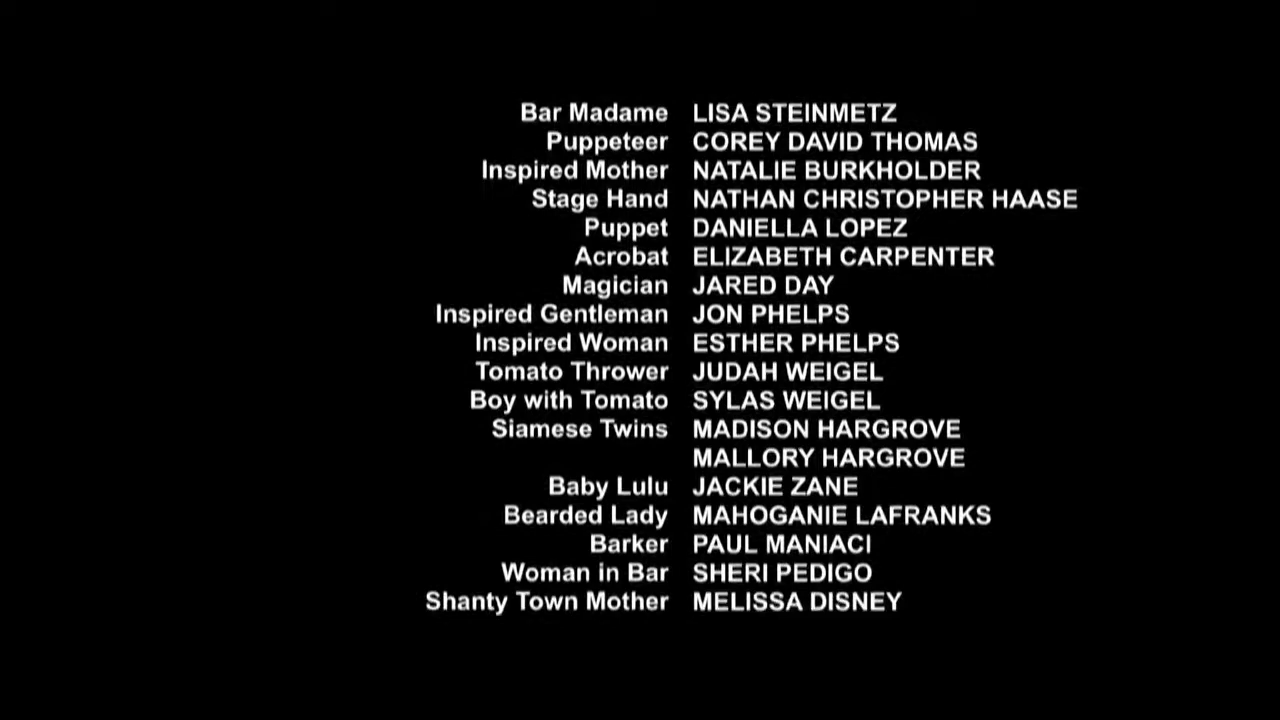 Bar Madame LISA STEINMETZ
Puppeteer COREY DAVID THOMAS
Inspired Mother NATALIE BURKHOLDER
Stage Hand NATHAN CHRISTOPHER HAASE
Puppet DANIELLA LOPEZ
Acrobat ELIZABETH CARPENTER
Magician JARED DAY
Inspired Gentleman JON PHELPS
Inspired Woman ESTHER PHELPS
Tomato Thrower JUDAH WEIGEL
Boy with Tomato SYLAS WEIGEL
Siamese Twins MADISON HARGROVE
MALLORY HARGROVE
Baby Lulu JACKIE ZANE
Bearded Lady MAHOGANIE LAFRANKS
Barker PAUL MANIACI
Woman in Bar SHERI PEDIGO
Shanty Town Mother MELISSA DISNEY